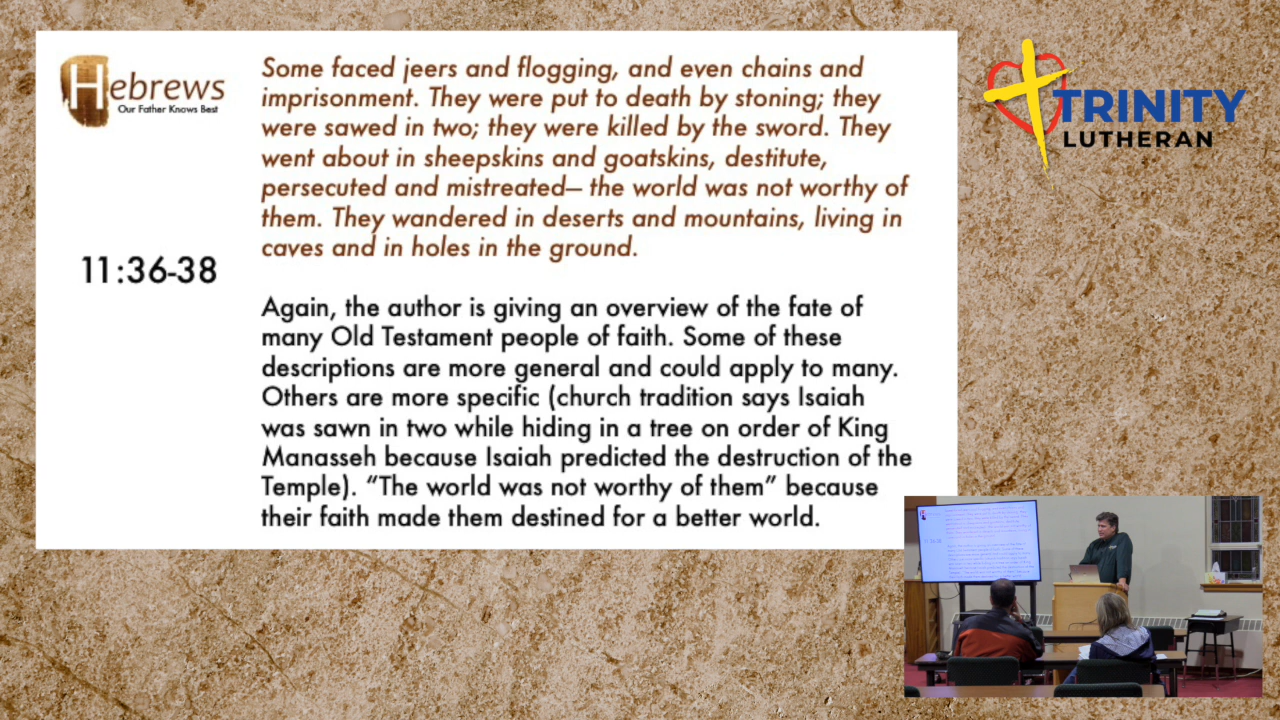 Hebrews
Our Father Knows Best
11:36-38
Some faced jeers and flogging, and even chains and
imprisonment. They were put to death by stoning; they
were sawed in two; they were killed by the sword. They
went about in sheepskins and goatskins, destitute,
persecuted and mistreated— the world was not worthy of
them. They wandered in deserts and mountains, living in
caves and in holes in the ground.
Again, the author is giving an overview of the fate of
many Old Testament people of faith. Some of these
descriptions are more general and could apply to many.
Others are more specific (church tradition says Isaiah
was sawn in two while hiding in a tree on order of King
Manasseh because Isaiah predicted the destruction of the
Temple). “The world was not worthy of them” because
their faith made them destined for a better world.
TRINITY
LUTHERAN